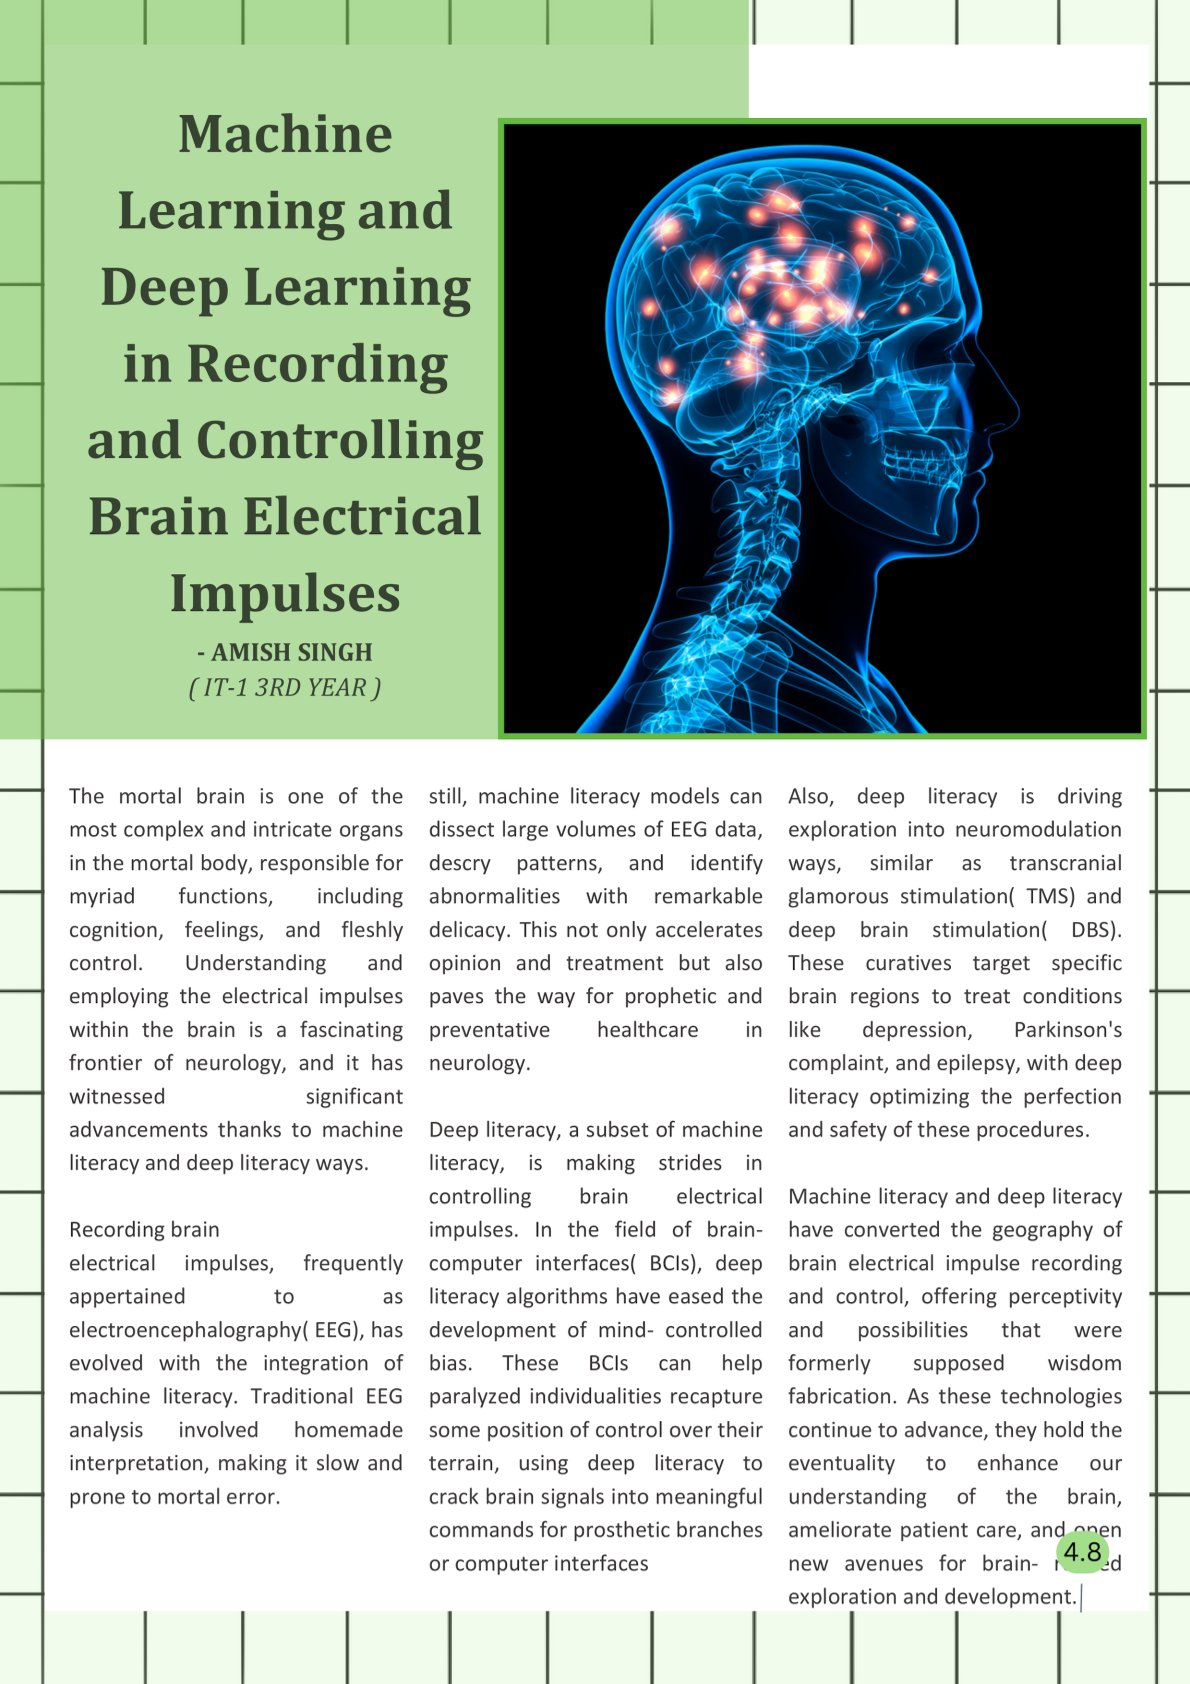 Machine
Learning and
Deep Learning
in Recording
and Controlling
Brain Electrical
Impulses
- AMISH SINGH
( IT-1 3RD YEAR )
The mortal brain is one of the
most complex and intricate organs
in the mortal body, responsible for
myriad functions, including
cognition, feelings, and fleshly
control. Understanding and
employing the electrical impulses
within the brain is a fascinating
frontier of neurology, and it has
witnessed significant
advancements thanks to machine
literacy and deep literacy ways.
Recording brain
electrical impulses, frequently
appertained to as
electroencephalography( EEG), has
evolved with the integration of
machine literacy. Traditional EEG
analysis involved homemade
interpretation, making it slow and
prone to mortal error.
still, machine literacy models can
dissect large volumes of EEG data,
descry patterns, and identify
abnormalities with remarkable
delicacy. This not only accelerates
opinion and treatment but also
paves the way for prophetic and
preventative healthcare in
neurology.
Deep literacy, a subset of machine
literacy, is making strides in
controlling brain electrical
impulses. In the field of brain-
computer interfaces( BCIs), deep
literacy algorithms have eased the
development of mind- controlled
bias. These BCIs can help
paralyzed individualities recapture
some position of control over their
terrain, using deep literacy to
crack brain signals into meaningful
commands for prosthetic branches
or computer interfaces
Also, deep literacy is driving
exploration into neuromodulation
ways, similar as transcranial
glamorous stimulation( TMS) and
deep brain stimulation( DBS).
These curatives target specific
brain regions to treat conditions
like depression, Parkinson's
complaint, and epilepsy, with deep
literacy optimizing the perfection
and safety of these procedures.
Machine literacy and deep literacy
have converted the geography of
brain electrical impulse recording
and control, offering perceptivity
and possibilities that were
formerly supposed wisdom
fabrication. As these technologies
continue to advance, they hold the
eventuality to enhance our
understanding of the brain,
ameliorate patient care, and open
new avenues for brain-
exploration and development.
4.8